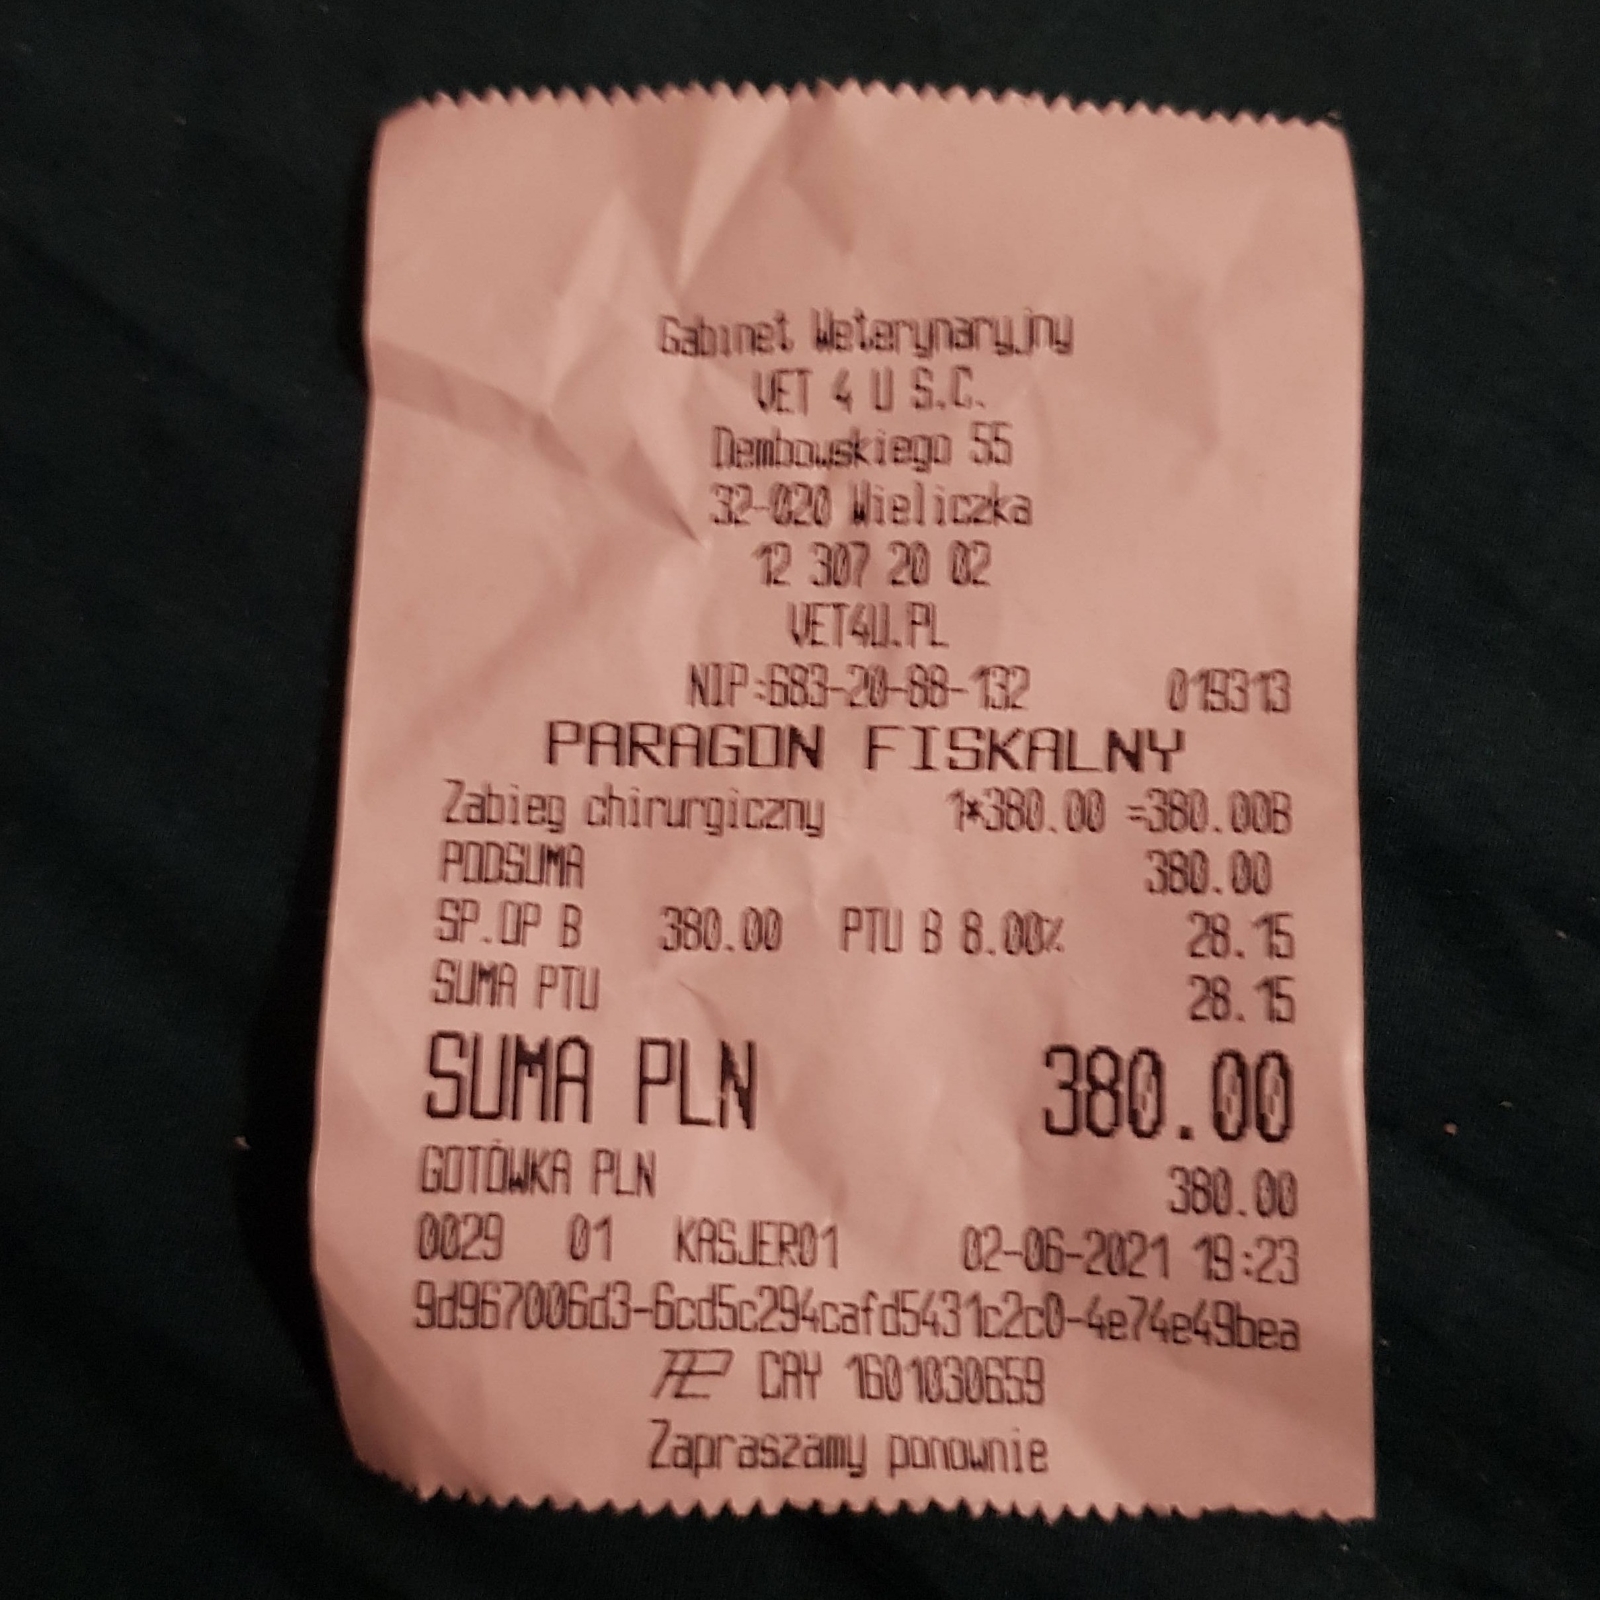 Gabinet Weterynaryjny
VET 4 U S.C.
Dembowskiego 55
32-020 Wieliczka
12 307 20 02
VET4U.PL
NIP:683-20-88-132 019313
PARAGON FISKALNY
Zabieg chirurgiczny 1*380.00 =380.00B
PODSUMA 380.00
SP.OP B 380.00 PTU B 8.00% 28.15
SUMA PTU 28.15
SUMA PLN 380.00
GOTÓWKA PLN 380.00
0029 01 KASJER01 02-06-2021 19:23
9d967006d3-6cd5c294cafd5431c2c0-4e74e49bea
CAY 1601030659
Zapraszamy ponownie